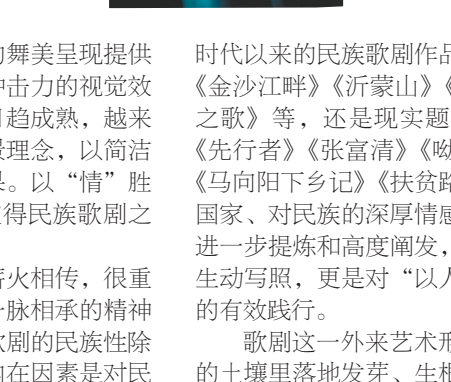 舞美呈现提供
击力的视觉效
趋成熟，越来
理念，以简洁
。以“情”胜
得民族歌剧之
火相传，很重
脉相承的精神
剧的民族性除
在因素是对民
时代以来的民族歌剧作品
《金沙江畔》《沂蒙山》《
之歌》等，还是现实题
《先行者》《张富清》《呦
《马向阳下乡记》《扶贫路
国家、对民族的深厚情感
进一步提炼和高度阐发，
生动写照，更是对“以人
的有效践行。
歌剧这一外来艺术形
的土壤里落地发芽、生根